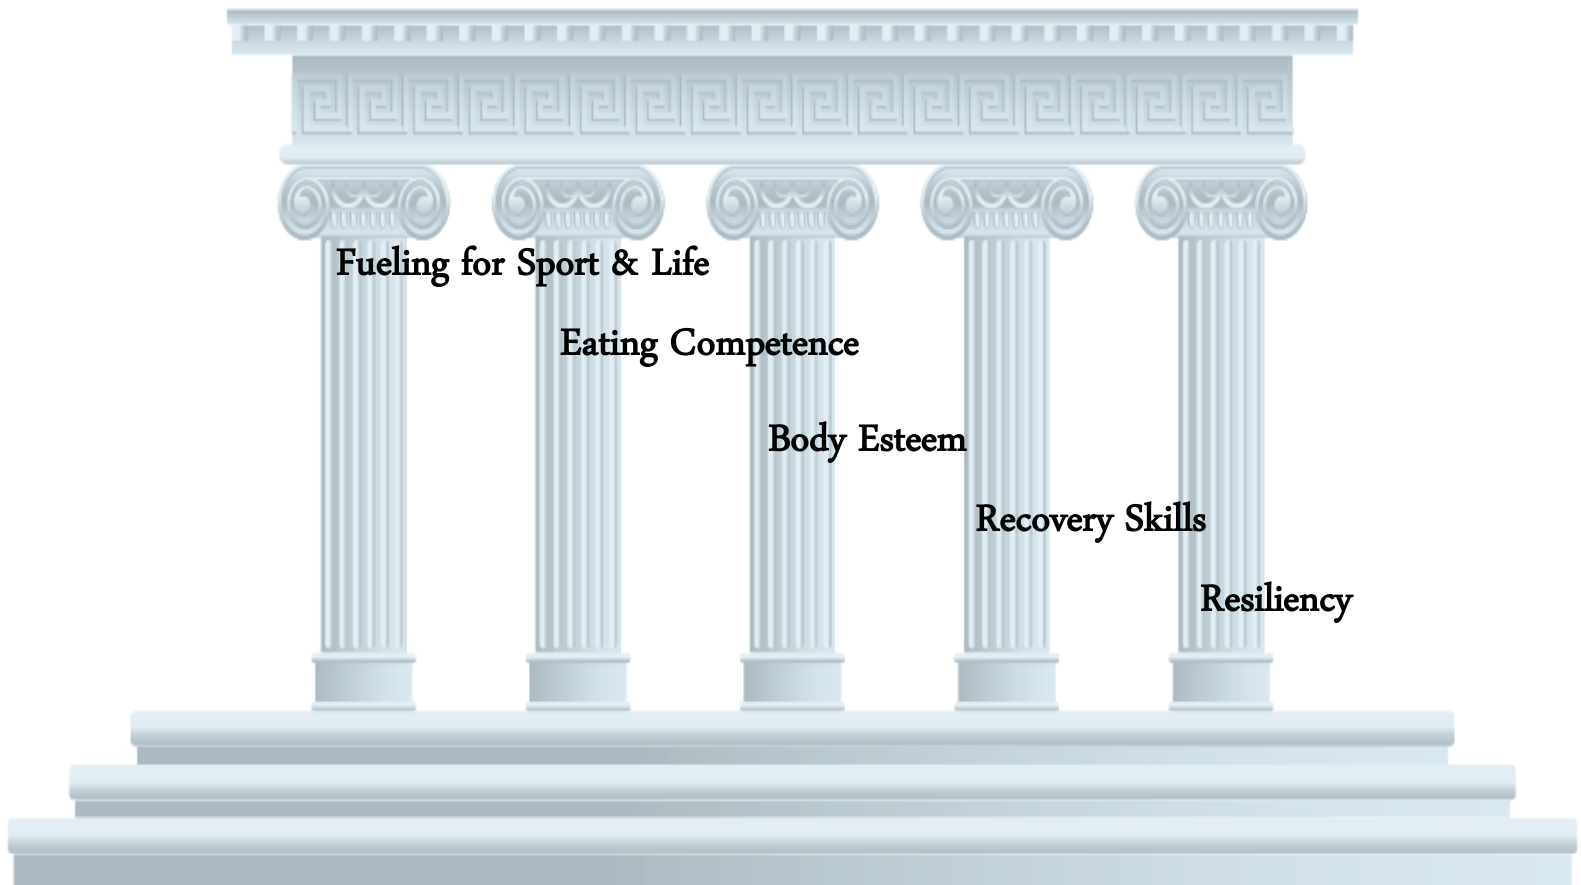 Fueling for Sport & Life
Eating Competence
Body Esteem
Recovery Skills
Resiliency